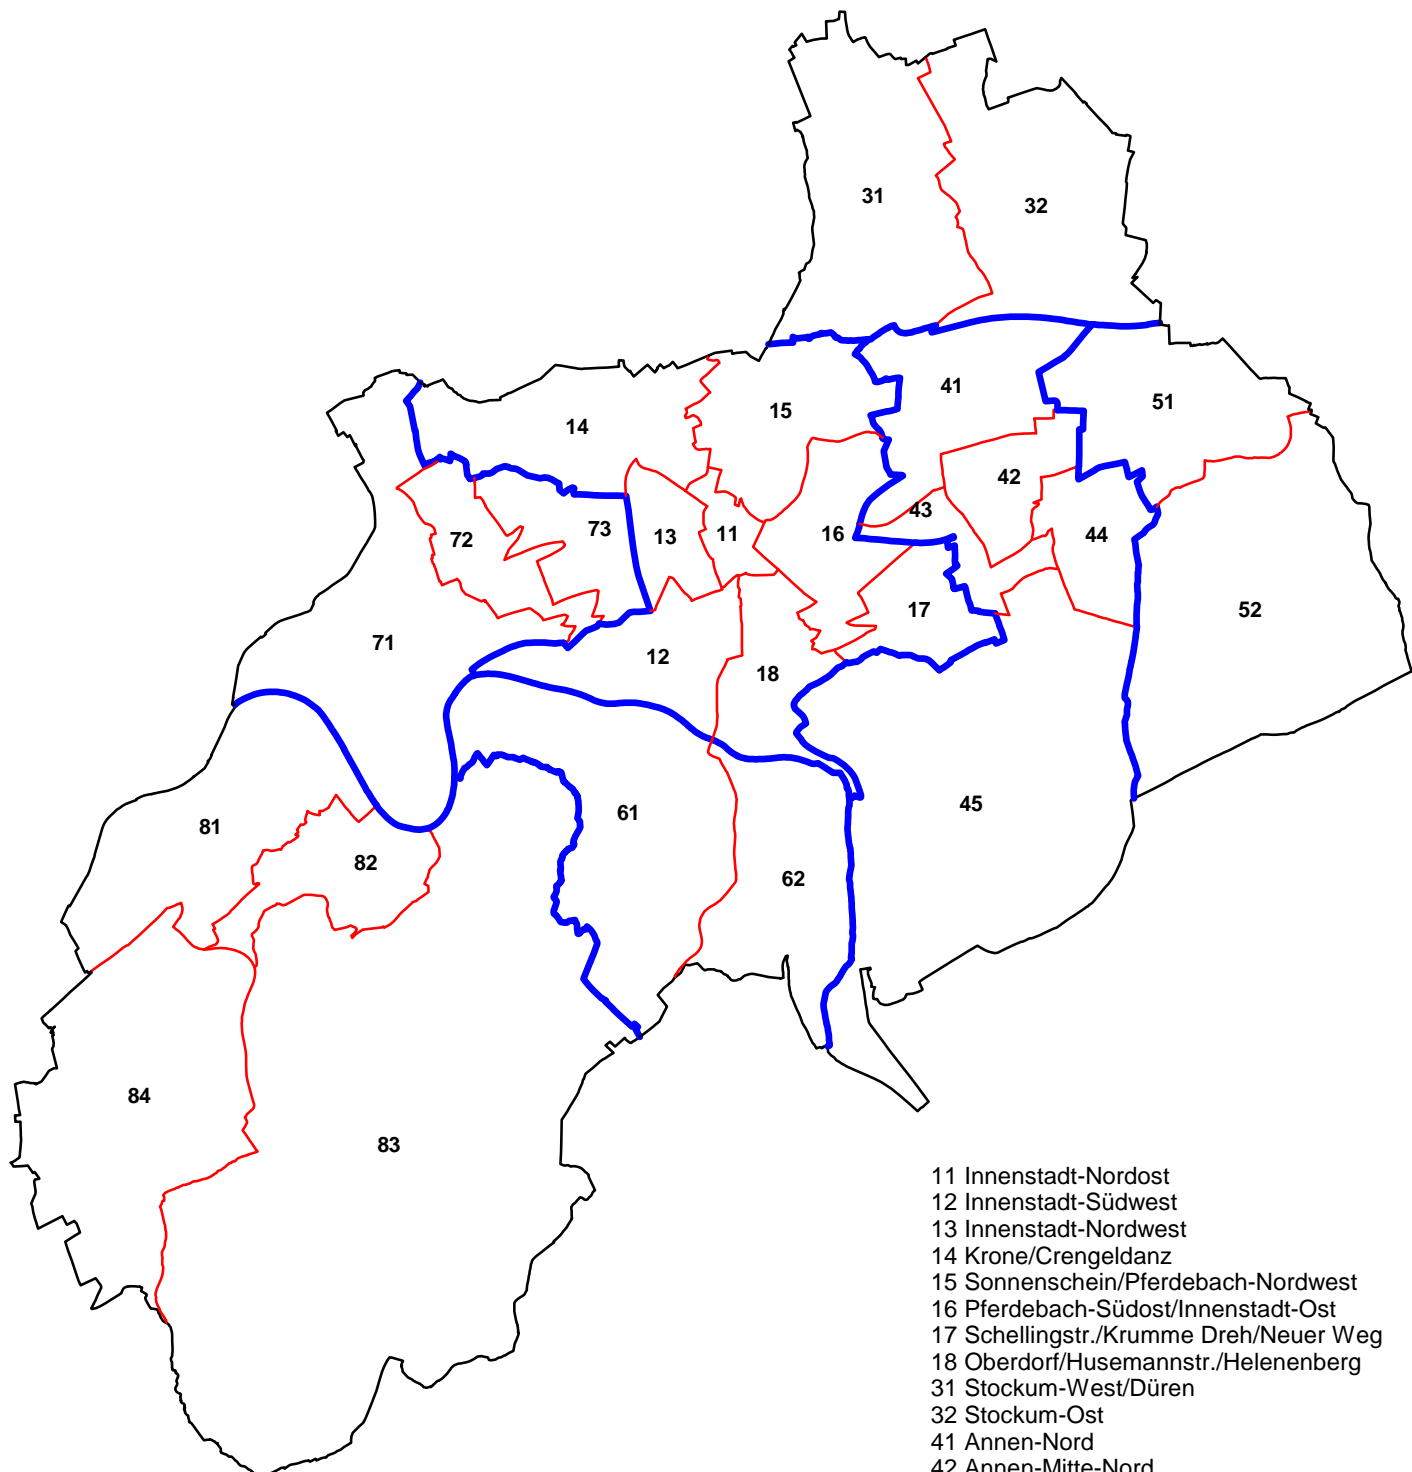 31
32
41
51
15
14
42
43
16
11
13
73
72
44
17
52
71
12
18
45
61
81
82
62
84
83
11 Innenstadt-Nordost
12 Innenstadt-Südwest
13 Innenstadt-Nordwest
14 Krone/Crengeldanz
15 Sonnenschein/Pferdebach-Nordwest
16 Pferdebach-Südost/Innenstadt-Ost
17 Schellingstr./Krumme Dreh/Neuer Weg
18 Oberdorf/Husemannstr./Helenenberg
31 Stockum-West/Düren
32 Stockum-Ost
41 Annen-Nord
42 Annen-Mitte-Nord